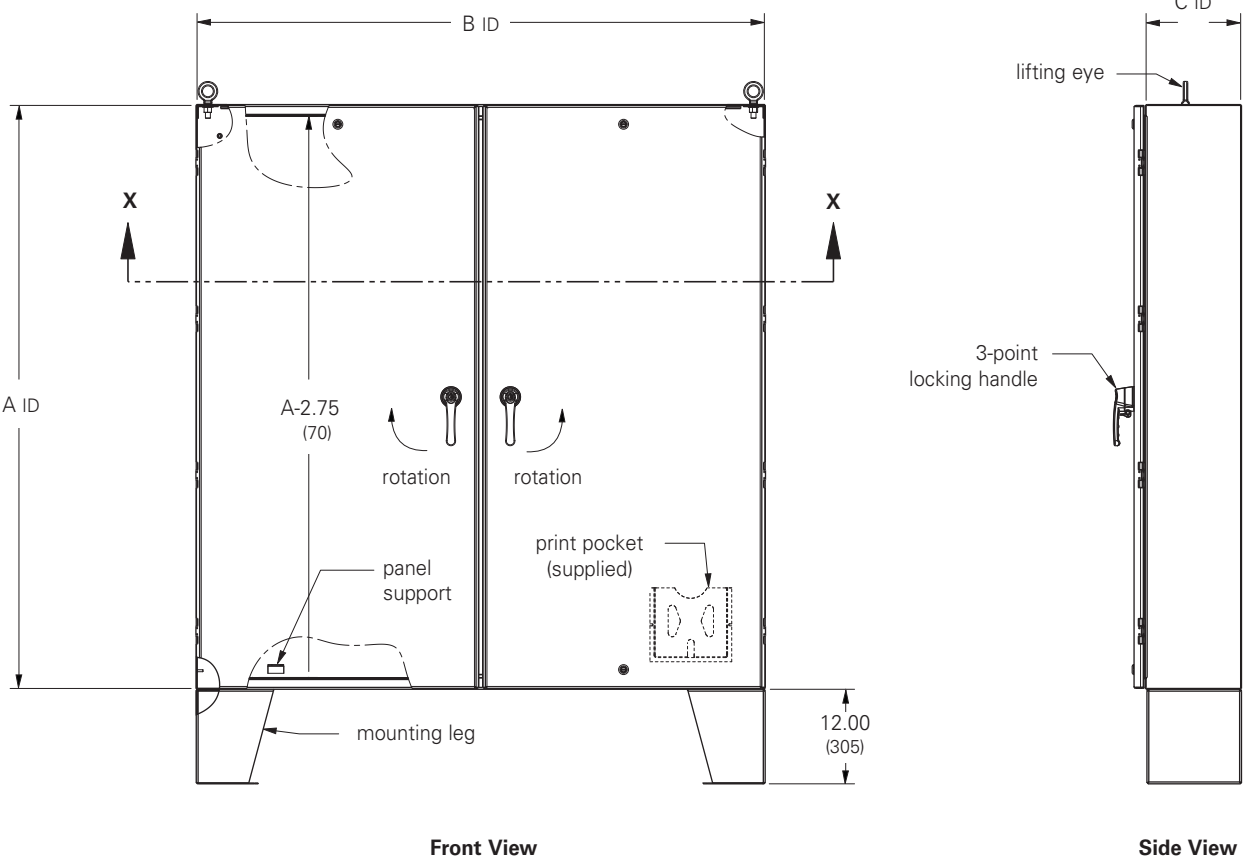 B ID
C ID
lifting eye
X
X
3-point
locking handle
A ID
A-2.75
(70)
rotation
rotation
print pocket
(supplied)
panel
support
12.00
(305)
mounting leg
Front View
Side View